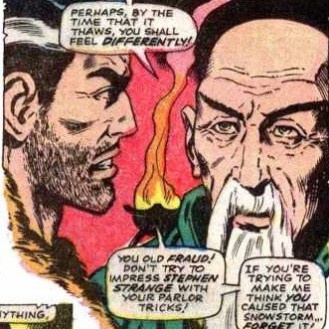 PERHAPS, BY THE
TIME THAT IT
THAWS, YOU SHALL
FEEL DIFFERENTLY!
YOU OLD FRAUD!
DON'T TRY TO
IMPRESS STEPHEN
STRANGE WITH
YOUR PARLOR
TRICKS!
IF YOU'RE
TRYING TO
MAKE ME
THINK YOU
CAUSED THAT
SNOWSTORM...
FORGET IT!
YTHING,